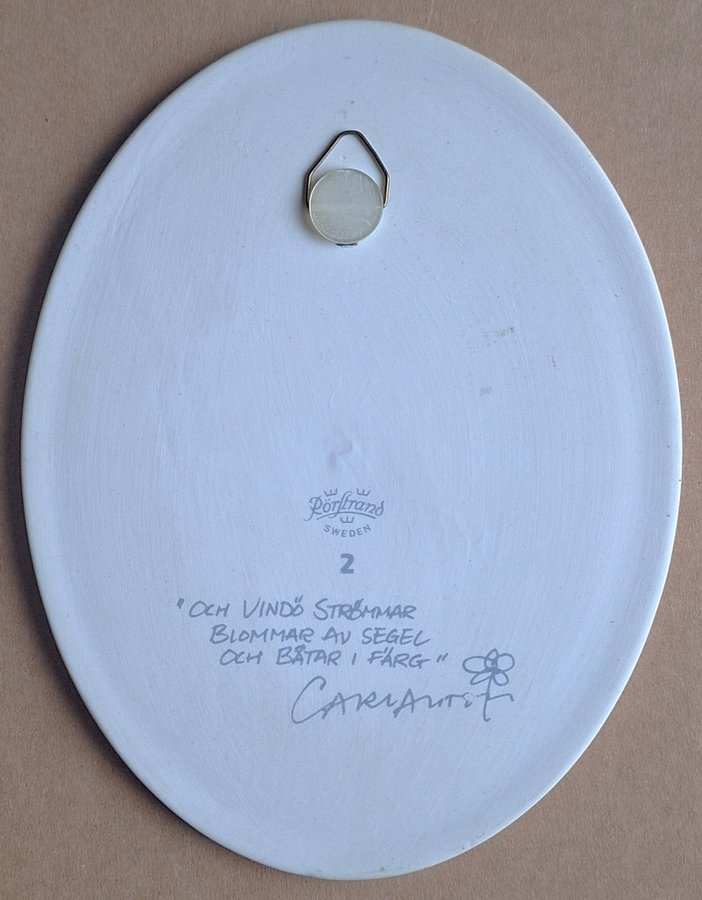 Rörstrand
SWEDEN
2
"OCH VINDÖ STRÖMMAR
BLOMMAR AV SEGEL
OCH BÅTAR I FÄRG"